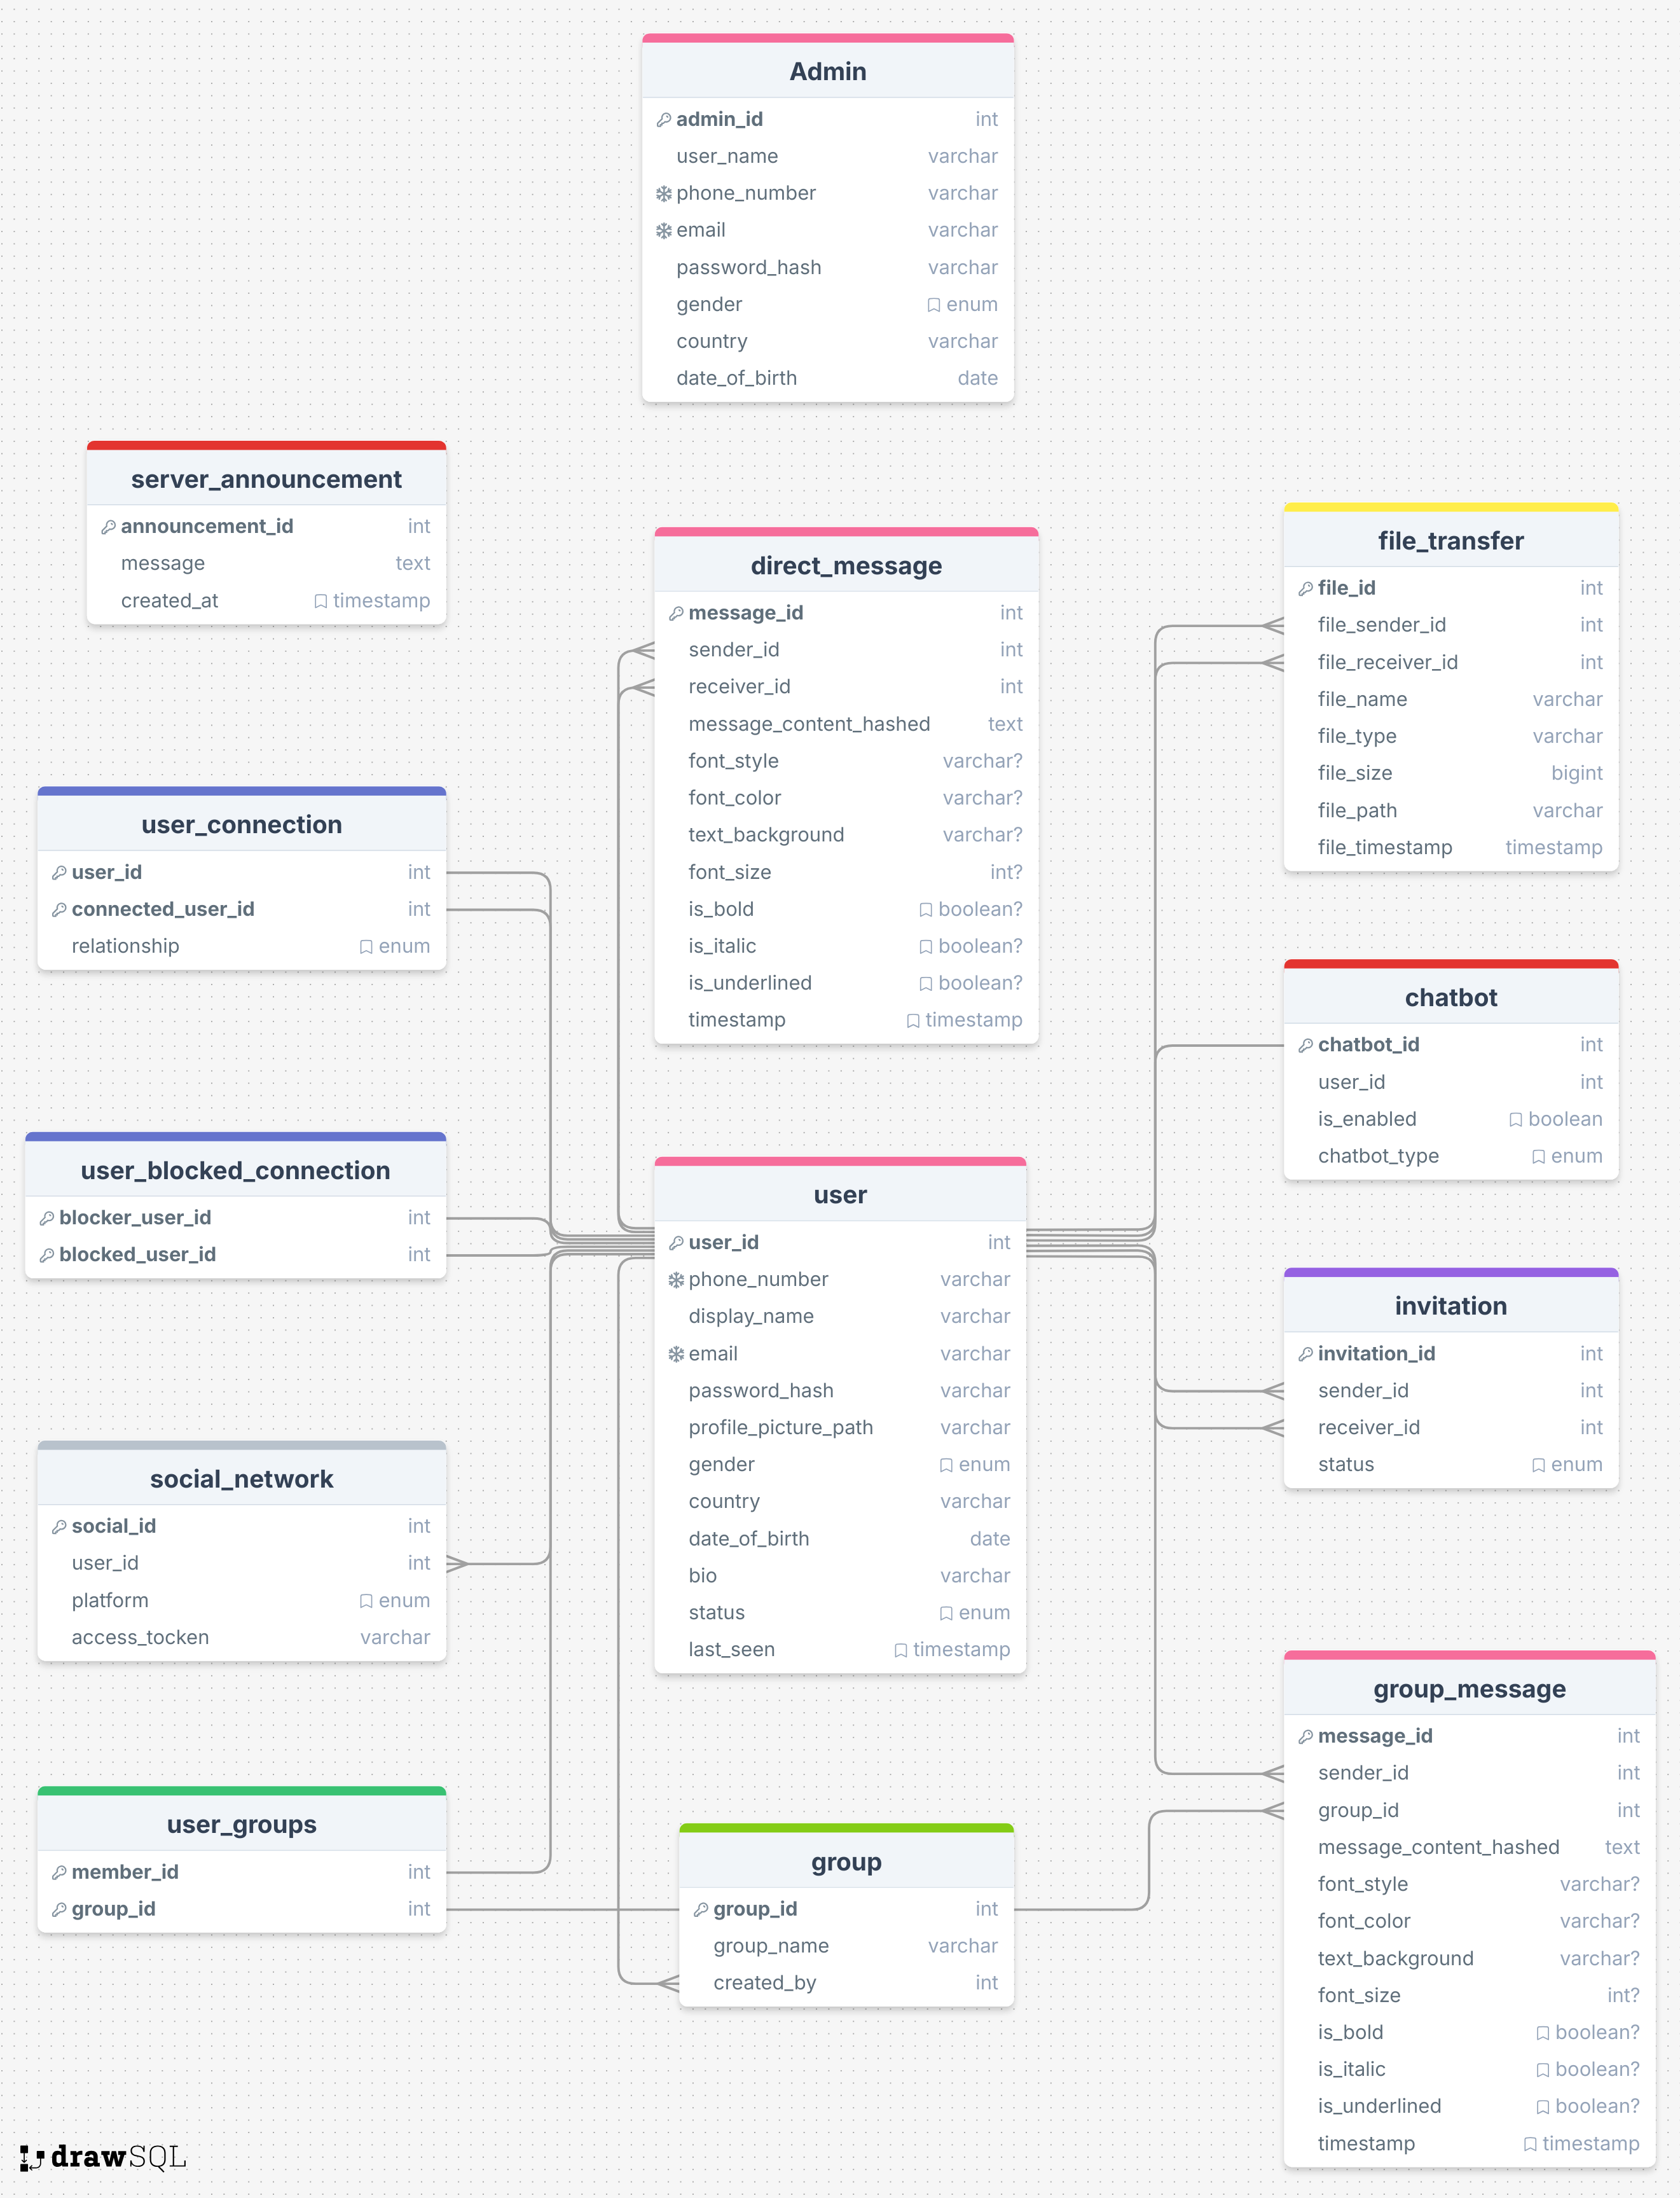 Admin
admin_id int
user_name varchar
phone_number varchar
email varchar
password_hash varchar
gender enum
country varchar
date_of_birth date
server_announcement
announcement_id int
message text
created_at timestamp
direct_message
message_id int
sender_id int
receiver_id int
message_content_hashed text
font_style varchar?
font_color varchar?
text_background varchar?
font_size int?
is_bold boolean?
is_italic boolean?
is_underlined boolean?
timestamp timestamp
file_transfer
file_id int
file_sender_id int
file_receiver_id int
file_name varchar
file_type varchar
file_size bigint
file_path varchar
file_timestamp timestamp
user_connection
user_id int
connected_user_id int
relationship enum
chatbot
chatbot_id int
user_id int
is_enabled boolean
chatbot_type enum
user_blocked_connection
blocker_user_id int
blocked_user_id int
user
user_id int
phone_number varchar
display_name varchar
email varchar
password_hash varchar
profile_picture_path varchar
gender enum
country varchar
date_of_birth date
bio varchar
status enum
last_seen timestamp
invitation
invitation_id int
sender_id int
receiver_id int
status enum
social_network
social_id int
user_id int
platform enum
access_tocken varchar
group_message
message_id int
sender_id int
group_id int
message_content_hashed text
font_style varchar?
font_color varchar?
text_background varchar?
font_size int?
is_bold boolean?
is_italic boolean?
is_underlined boolean?
timestamp timestamp
user_groups
member_id int
group_id int
group
group_id int
group_name varchar
created_by int
drawSQL